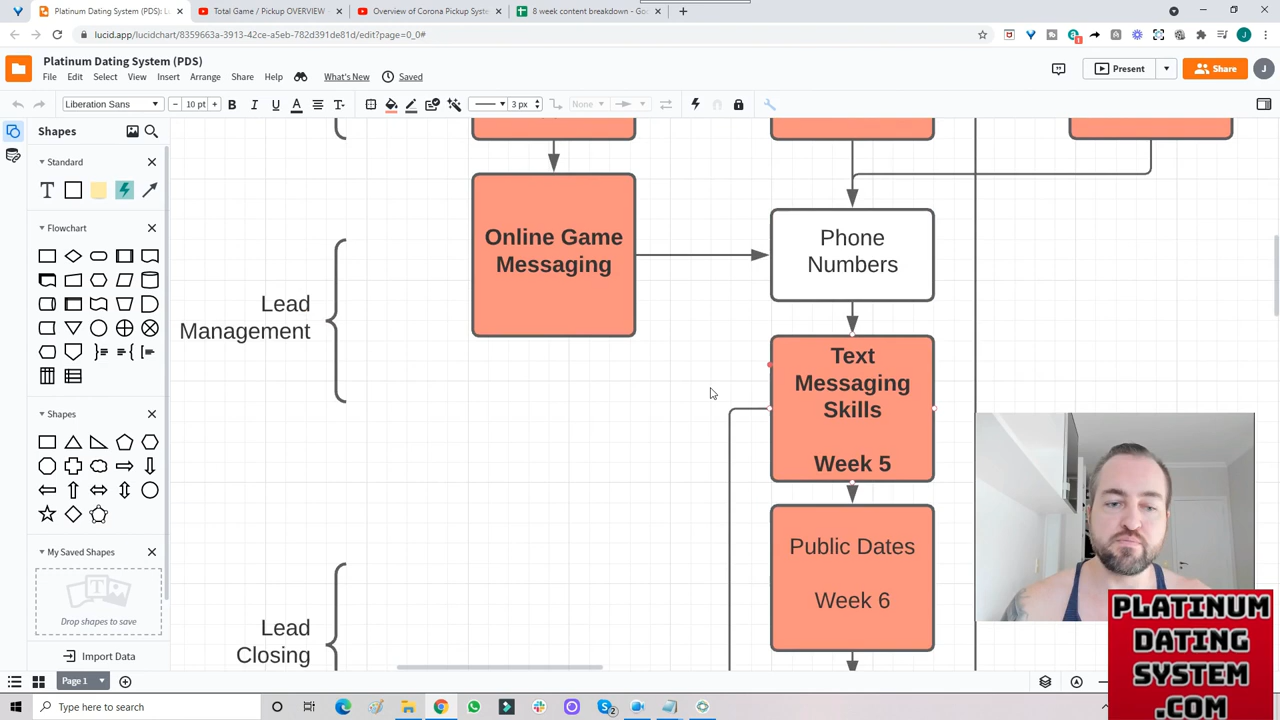 Platinum Dating System (PDS): L
Total Game / Pickup OVERVIEW -
Overview of Corona Pickup Syst
8 week content breakdown - Go
lucid.app/lucidchart/8359663a-3913-42ce-a5eb-782d391de81d/edit?page=0_0#
Platinum Dating System (PDS)
File Edit Select View Insert Arrange Share Help What's New Saved
Present
Share
J
Liberation Sans
10 pt
3 px
None
Shapes
Standard
T
Flowchart
Shapes
My Saved Shapes
Drop shapes to save
Import Data
Online Game
Messaging
Phone
Numbers
Lead
Management
Text
Messaging
Skills
Week 5
Public Dates
Week 6
Lead
Closing
PLATINUM
DATING
SYSTEM
.COM
Page 1
Type here to search